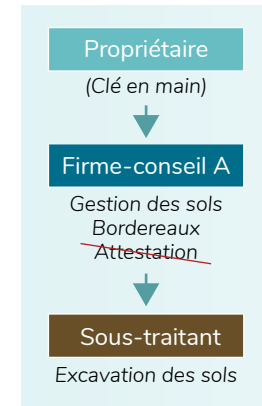 Propriétaire
(Clé en main)
Firme-conseil A
Gestion des sols
Bordereaux
Attestation
Sous-traitant
Excavation des sols